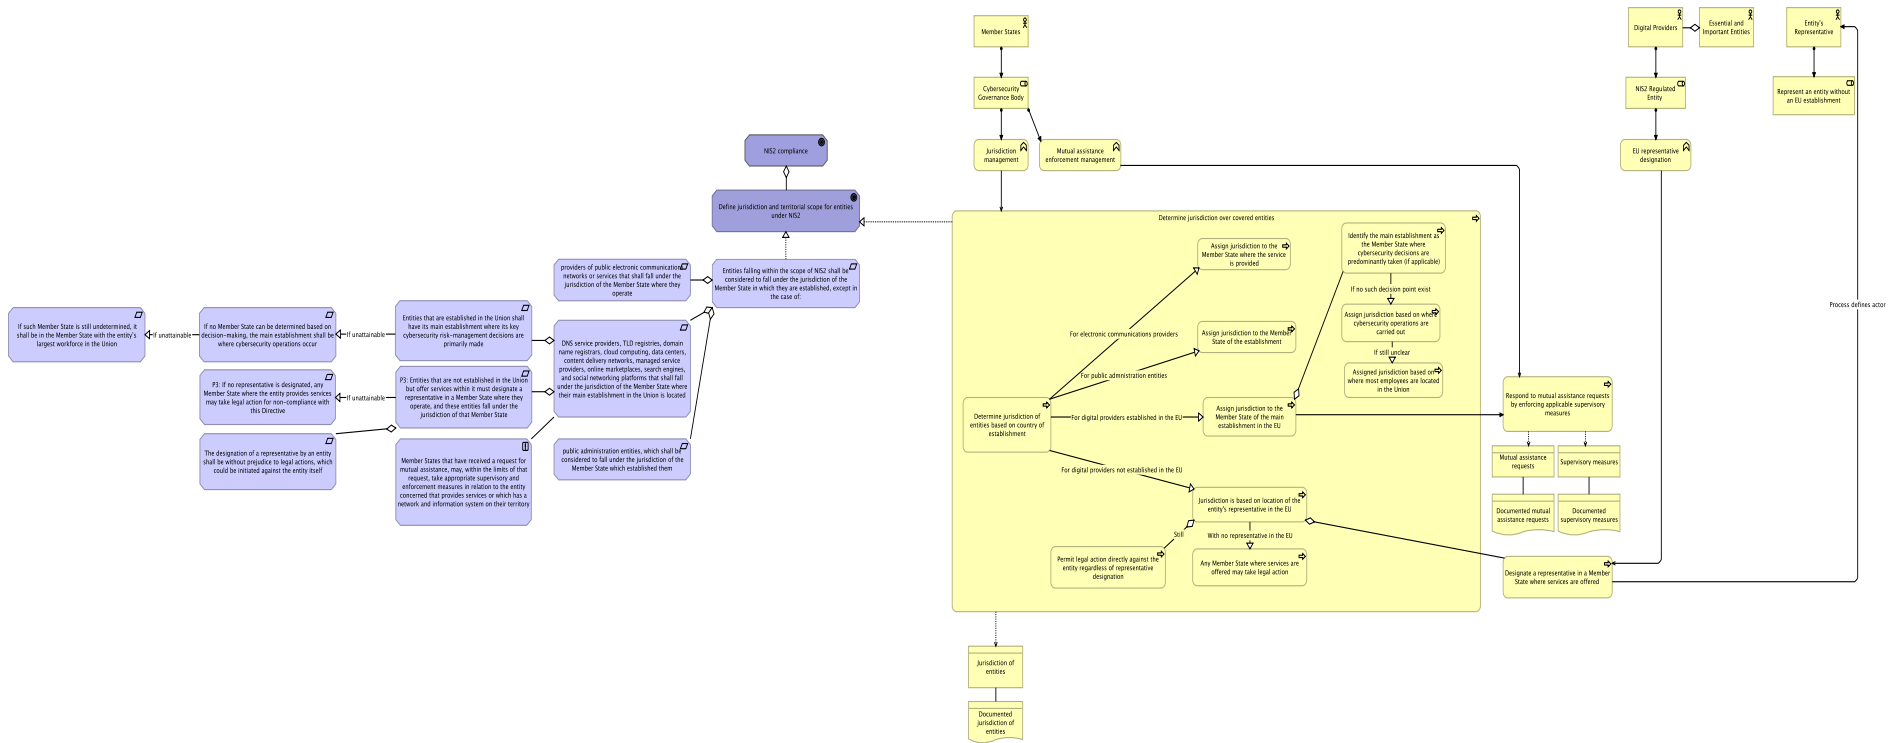 Member States
Digital Providers
Essential and
Important Entities
Entity's
Representative
Cybersecurity
Governance Body
NIS2 Regulated
Entity
Represent an entity without
an EU establishment
Jurisdiction
management
Mutual assistance
enforcement management
EU representative
designation
NIS2 compliance
Define jurisdiction and territorial scope for entities
under NIS2
providers of public electronic communications
networks or services that shall fall under the
jurisdiction of the Member State where they
operate
Entities falling within the scope of NIS2 shall be
considered to fall under the jurisdiction of the
Member State in which they are established, except in
the case of:
If such Member State is still undetermined, it
shall be in the Member State with the entity's
largest workforce in the Union
If unattainable
If no Member State can be determined based on
decision-making, the main establishment shall be
where cybersecurity operations occur
If unattainable
Entities that are established in the Union shall
have its main establishment where its key
cybersecurity risk-management decisions are
primarily made
DNS service providers, TLD registries, domain
name registrars, cloud computing, data centers,
content delivery networks, managed service
providers, online marketplaces, search engines,
and social networking platforms that shall fall
under the jurisdiction of the Member State where
their main establishment in the Union is located
P3: If no representative is designated, any
Member State where the entity provides services
may take legal action for non-compliance with
this Directive
If unattainable
P3: Entities that are not established in the Union
but offer services within it must designate a
representative in a Member State where they
operate, and these entities fall under the
jurisdiction of that Member State
The designation of a representative by an entity
shall be without prejudice to legal actions, which
could be initiated against the entity itself
Member States that have received a request for
mutual assistance, may, within the limits of that
request, take appropriate supervisory and
enforcement measures in relation to the entity
concerned that provides services or which has a
network and information system on their territory
public administration entities, which shall be
considered to fall under the jurisdiction of the
Member State which established them
Determine jurisdiction over covered entities
Assign jurisdiction to the
Member State where the service
is provided
Identify the main establishment as
the Member State where
cybersecurity decisions are
predominantly taken (if applicable)
If no such decision point exist
Assign jurisdiction based on where
cybersecurity operations are
carried out
If still unclear
Assigned jurisdiction based on
where most employees are located
in the Union
For electronic communications providers
Assign jurisdiction to the Member
State of the establishment
For public admnistration entities
Determine jurisdiction of
entities based on country of
establishment
For digital providers established in the EU
Assign jurisdiction to the
Member State of the main
establishment in the EU
For digital providers not established in the EU
Jurisdiction is based on location of the
entity's representative in the EU
Still
With no representative in the EU
Permit legal action directly against the
entity regardless of representative
designation
Any Member State where services are
offered may take legal action
Process defines actor
Respond to mutual assistance requests
by enforcing applicable supervisory
measures
Mutual assistance
requests
Supervisory measures
Documented mutual
assistance requests
Documented
supervisory measures
Designate a representative in a Member
State where services are offered
Jurisdiction of
entities
Documented
jurisdiction of
entities